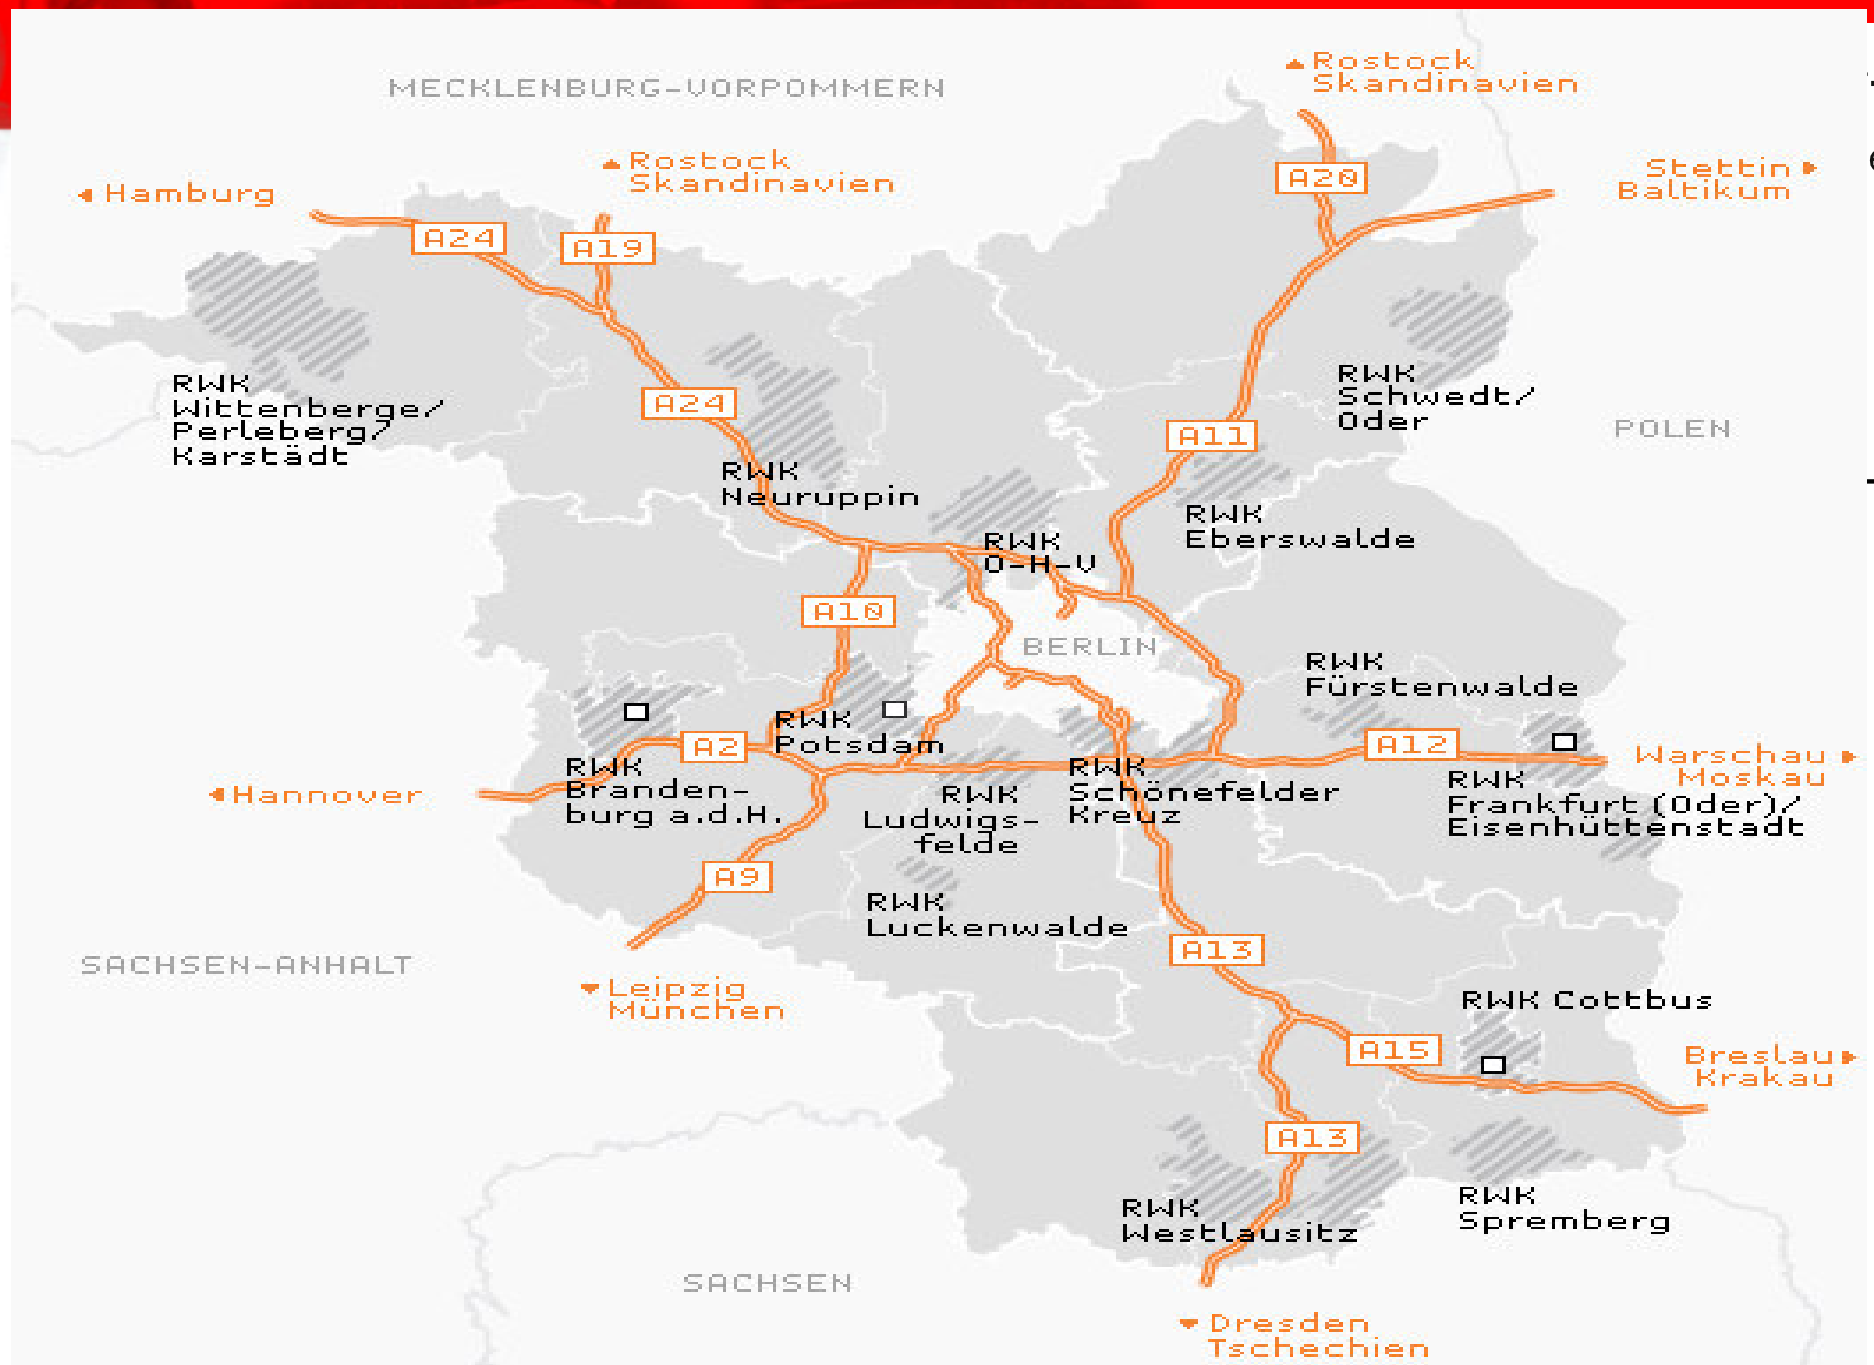 Rostock
Skandinavien
MECKLENBURG-VORPOMMERN
Rostock
Skandinavien
Stettin
Baltikum
Hamburg
A20
A24
A19
RWK
Wittenberge/
Perleberg/
Karstädt
A24
RWK
Schwedt/
Oder
A11
POLEN
RWK
Neuruppin
RWK
Eberswalde
RWK
O-H-V
A10
BERLIN
RWK
Fürstenwalde
RWK
Potsdam
A2
A12
Warschau
Moskau
Hannover
RWK
Branden-
burg a.d.H.
RWK
Ludwigs-
felde
RWK
Schönefelder
Kreuz
RWK
Frankfurt (Oder)/
Eisenhüttenstadt
A9
RWK
Luckenwalde
A13
SACHSEN-ANHALT
Leipzig
München
RWK Cottbus
A15
Breslau
Krakau
A13
RWK
Westlausitz
RWK
Spremberg
SACHSEN
Dresden
Tschechien